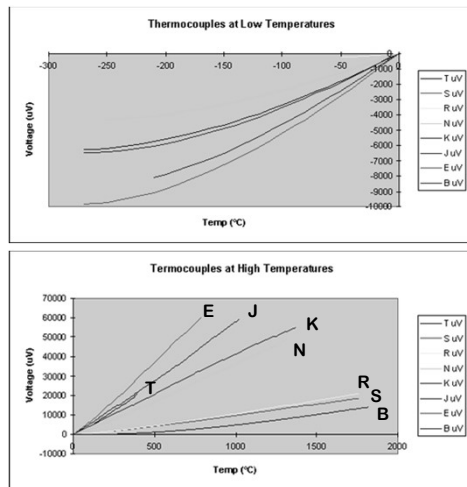 Thermocouples at Low Temperatures
-300 -250 -200 -150 -100 -50 0
0
-1000
-2000
-3000
-4000
-5000
-6000
-7000
-8000
-9000
-10000
Voltage (uV)
Temp (°C)
T uV
S uV
R uV
N uV
K uV
J uV
E uV
B uV
Termocouples at High Temperatures
70000
60000
50000
40000
30000
20000
10000
0
Voltage (uV)
E J K
N
T
R
S
B
0 500 1000 1500 2000
Temp (°C)
T uV
S uV
R uV
N uV
K uV
J uV
E uV
B uV